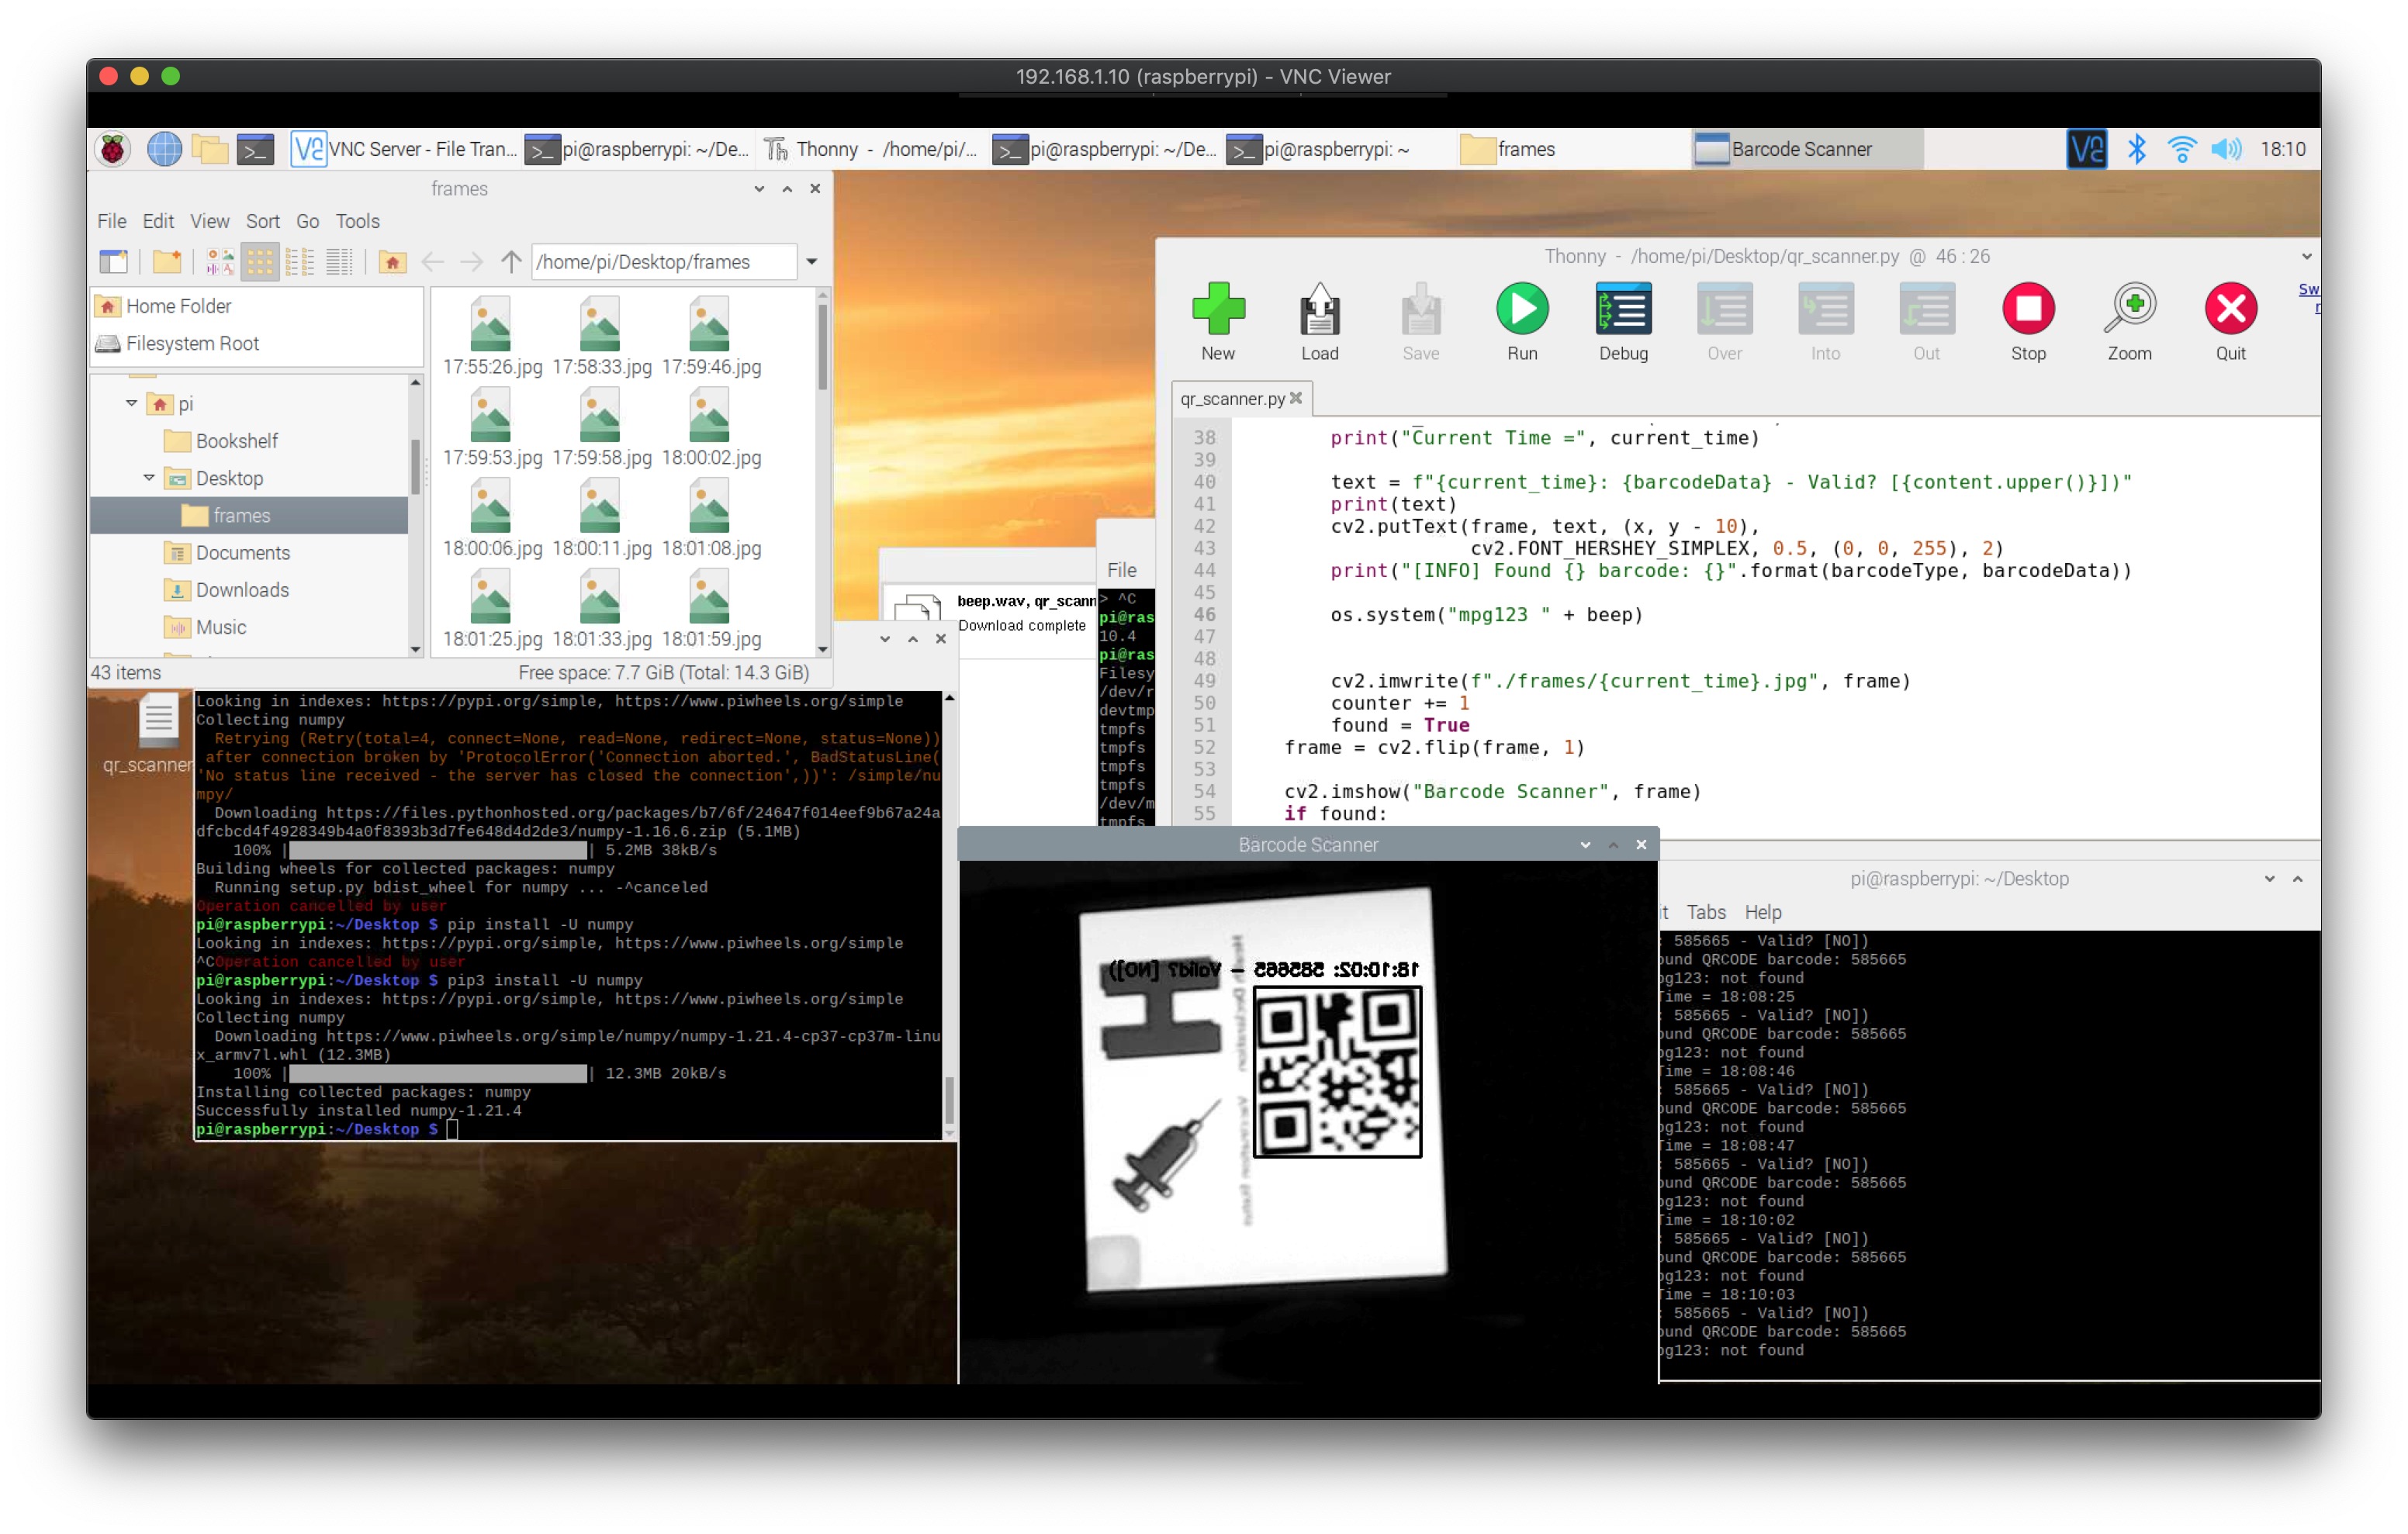 192.168.1.10 (raspberrypi) - VNC Viewer
VNC Server - File Tran... pi@raspberrypi: ~/De... Thonny - /home/pi/... pi@raspberrypi: ~/De... pi@raspberrypi: ~ frames Barcode Scanner 18:10
frames
File Edit View Sort Go Tools
/home/pi/Desktop/frames
Home Folder
Filesystem Root
pi
Bookshelf
Desktop
frames
Documents
Downloads
Music
17:55:26.jpg 17:58:33.jpg 17:59:46.jpg
17:59:53.jpg 17:59:58.jpg 18:00:02.jpg
18:00:06.jpg 18:00:11.jpg 18:01:08.jpg
18:01:25.jpg 18:01:33.jpg 18:01:59.jpg
43 items Free space: 7.7 GiB (Total: 14.3 GiB)
qr_scanner
Looking in indexes: https://pypi.org/simple, https://www.piwheels.org/simple
Collecting numpy
Retrying (Retry(total=4, connect=None, read=None, redirect=None, status=None))
after connection broken by 'ProtocolError('Connection aborted.', BadStatusLine(
'No status line received - the server has closed the connection',))': /simple/nu
mpy/
Downloading https://files.pythonhosted.org/packages/b7/6f/24647f014eef9b67a24a
dfcbcd4f4928349b4a0f8393b3d7fe648d4d2de3/numpy-1.16.6.zip (5.1MB)
100% | | 5.2MB 38kB/s
Building wheels for collected packages: numpy
Running setup.py bdist_wheel for numpy ... -^canceled
Operation cancelled by user
pi@raspberrypi:~/Desktop $ pip install -U numpy
Looking in indexes: https://pypi.org/simple, https://www.piwheels.org/simple
^COperation cancelled by user
pi@raspberrypi:~/Desktop $ pip3 install -U numpy
Looking in indexes: https://pypi.org/simple, https://www.piwheels.org/simple
Collecting numpy
Downloading https://www.piwheels.org/simple/numpy/numpy-1.21.4-cp37-cp37m-linu
x_armv7l.whl (12.3MB)
100% | | 12.3MB 20kB/s
Installing collected packages: numpy
Successfully installed numpy-1.21.4
pi@raspberrypi:~/Desktop $
beep.wav, qr_scann
Download complete
File
> ^C
pi@ras
10.4
pi@ras
Filesy
/dev/r
devtmp
tmpfs
tmpfs
tmpfs
tmpfs
/dev/m
tmpfs
Thonny - /home/pi/Desktop/qr_scanner.py @ 46 : 26
New Load Save Run Debug Over Into Out Stop Zoom Quit
Sw
qr_scanner.py
38 print("Current Time =", current_time)
39
40 text = f"{current_time}: {barcodeData} - Valid? [{content.upper()}])"
41 print(text)
42 cv2.putText(frame, text, (x, y - 10),
43 cv2.FONT_HERSHEY_SIMPLEX, 0.5, (0, 0, 255), 2)
44 print("[INFO] Found {} barcode: {}".format(barcodeType, barcodeData))
45
46 os.system("mpg123 " + beep)
47
48
49 cv2.imwrite(f"./frames/{current_time}.jpg", frame)
50 counter += 1
51 found = True
52 frame = cv2.flip(frame, 1)
53
54 cv2.imshow("Barcode Scanner", frame)
55 if found:
Barcode Scanner
18:10:02: 585665 - Valid? [NO])
pi@raspberrypi: ~/Desktop
it Tabs Help
: 585665 - Valid? [NO])
ound QRCODE barcode: 585665
pg123: not found
Time = 18:08:25
: 585665 - Valid? [NO])
ound QRCODE barcode: 585665
pg123: not found
Time = 18:08:46
: 585665 - Valid? [NO])
ound QRCODE barcode: 585665
pg123: not found
Time = 18:08:47
: 585665 - Valid? [NO])
ound QRCODE barcode: 585665
pg123: not found
Time = 18:10:02
: 585665 - Valid? [NO])
ound QRCODE barcode: 585665
pg123: not found
Time = 18:10:03
: 585665 - Valid? [NO])
ound QRCODE barcode: 585665
pg123: not found